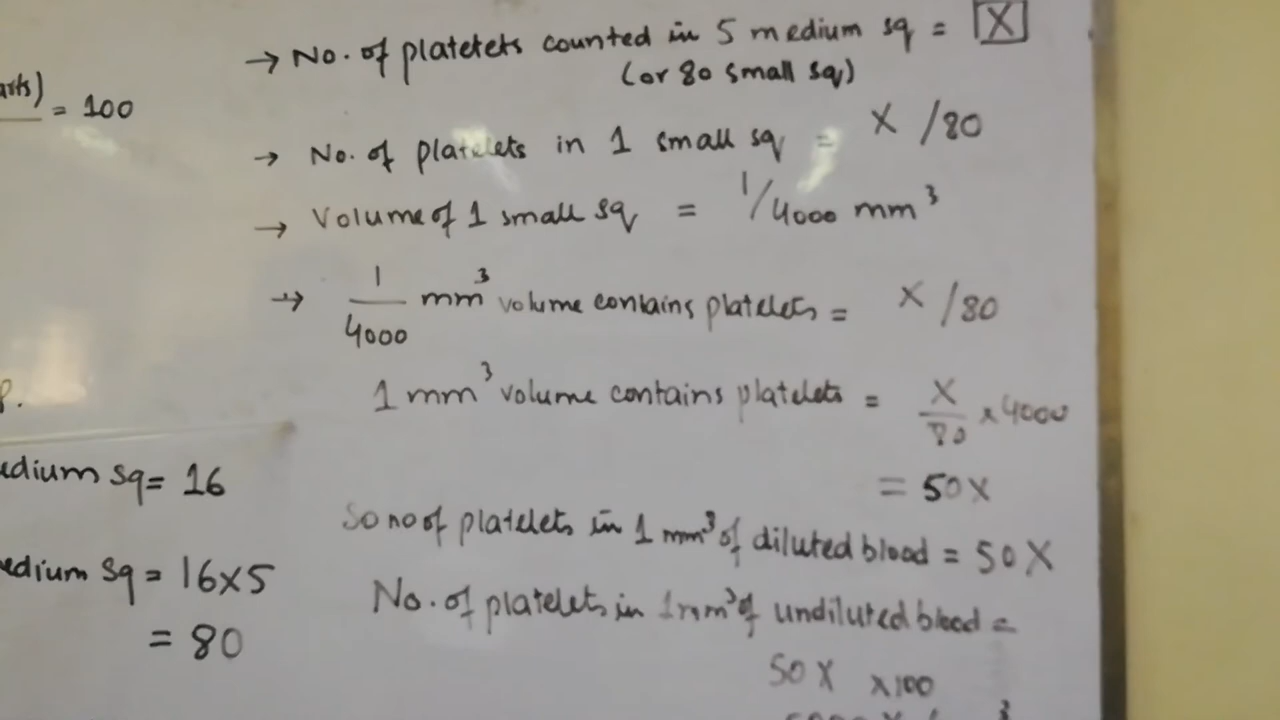 → No. of platelets counted in 5 medium sq = X
(or 80 small sq)
= 100
→ No. of platelets in 1 small sq = X /80
→ Volume of 1 small sq = 1/4000 mm³
→ 1/4000 mm³ volume contains platelets = X /80
1 mm³ volume contains platelets = X/80 x 4000
= 50X
edium sq = 16
So no of platelets in 1 mm³ of diluted blood = 50X
edium sq = 16x5
= 80
No. of platelets in 1 mm³ of undiluted blood =
50X x100